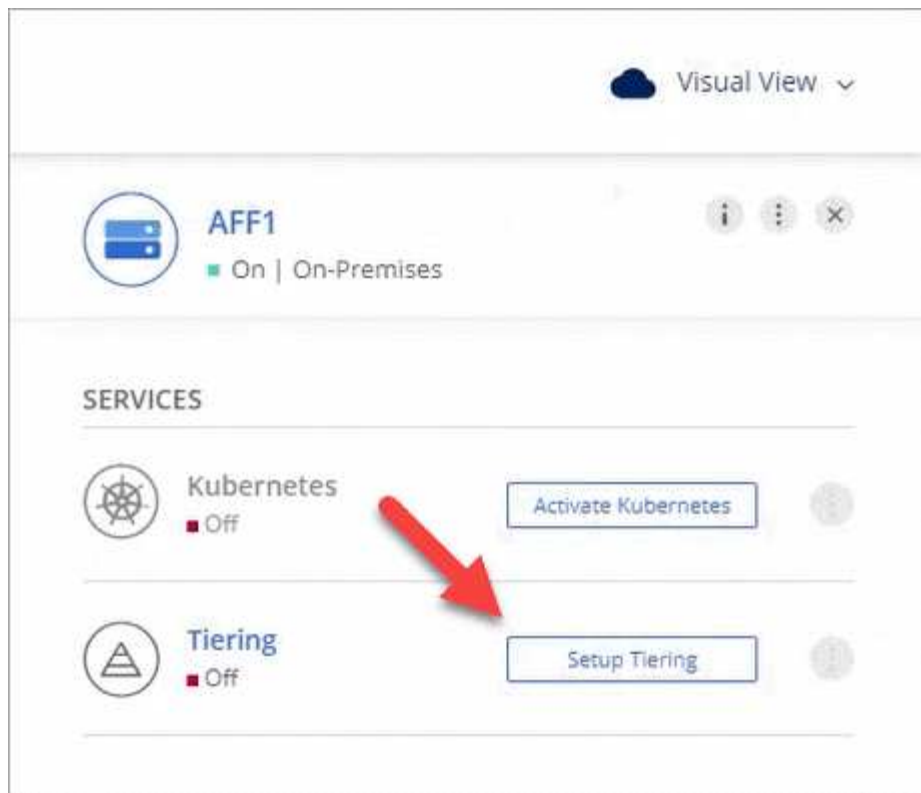 Visual View
AFF1
On | On-Premises
SERVICES
Kubernetes
Off
Activate Kubernetes
Tiering
Off
Setup Tiering